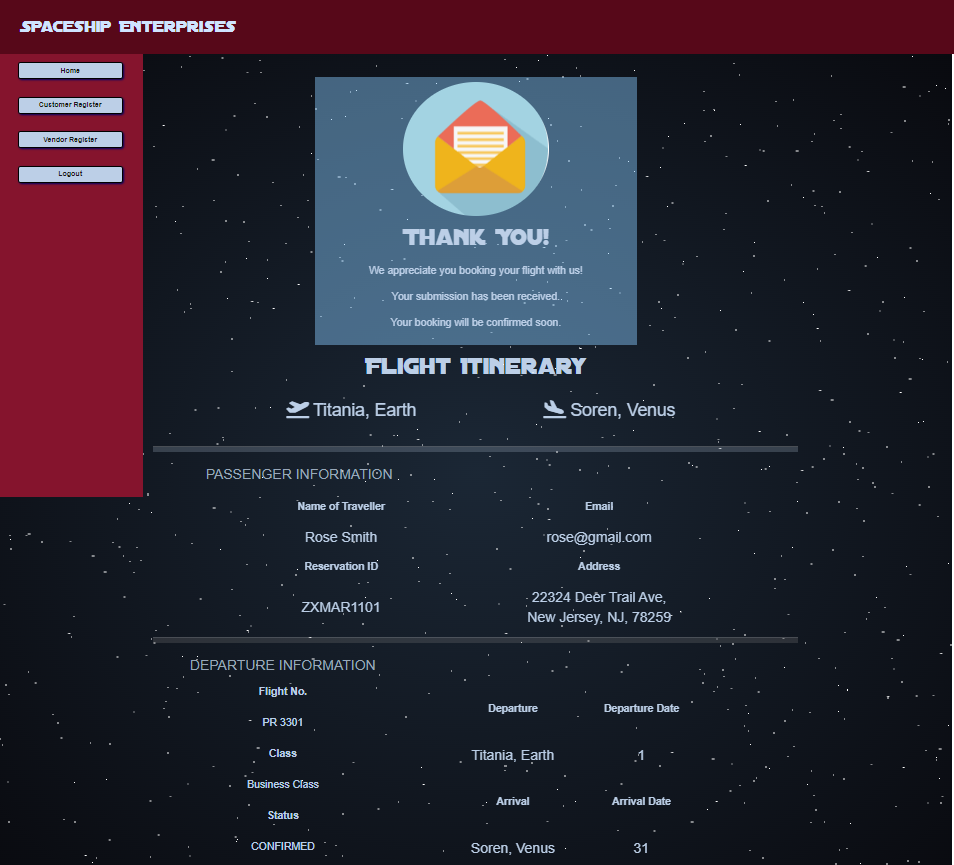 Spaceship Enterprises
Home
Customer Register
Vendor Register
Logout
Thank You!
We appreciate you booking your flight with us!
Your submission has been received.
Your booking will be confirmed soon.
Flight Itinerary
Titania, Earth
Soren, Venus
PASSENGER INFORMATION
Name of Traveller
Email
Rose Smith
rose@gmail.com
Reservation ID
Address
ZXMAR1101
22324 Deer Trail Ave,
New Jersey, NJ, 78259
DEPARTURE INFORMATION
Flight No.
Departure
Departure Date
PR 3301
Class
Titania, Earth
1
Business Class
Arrival
Arrival Date
Status
CONFIRMED
Soren, Venus
31